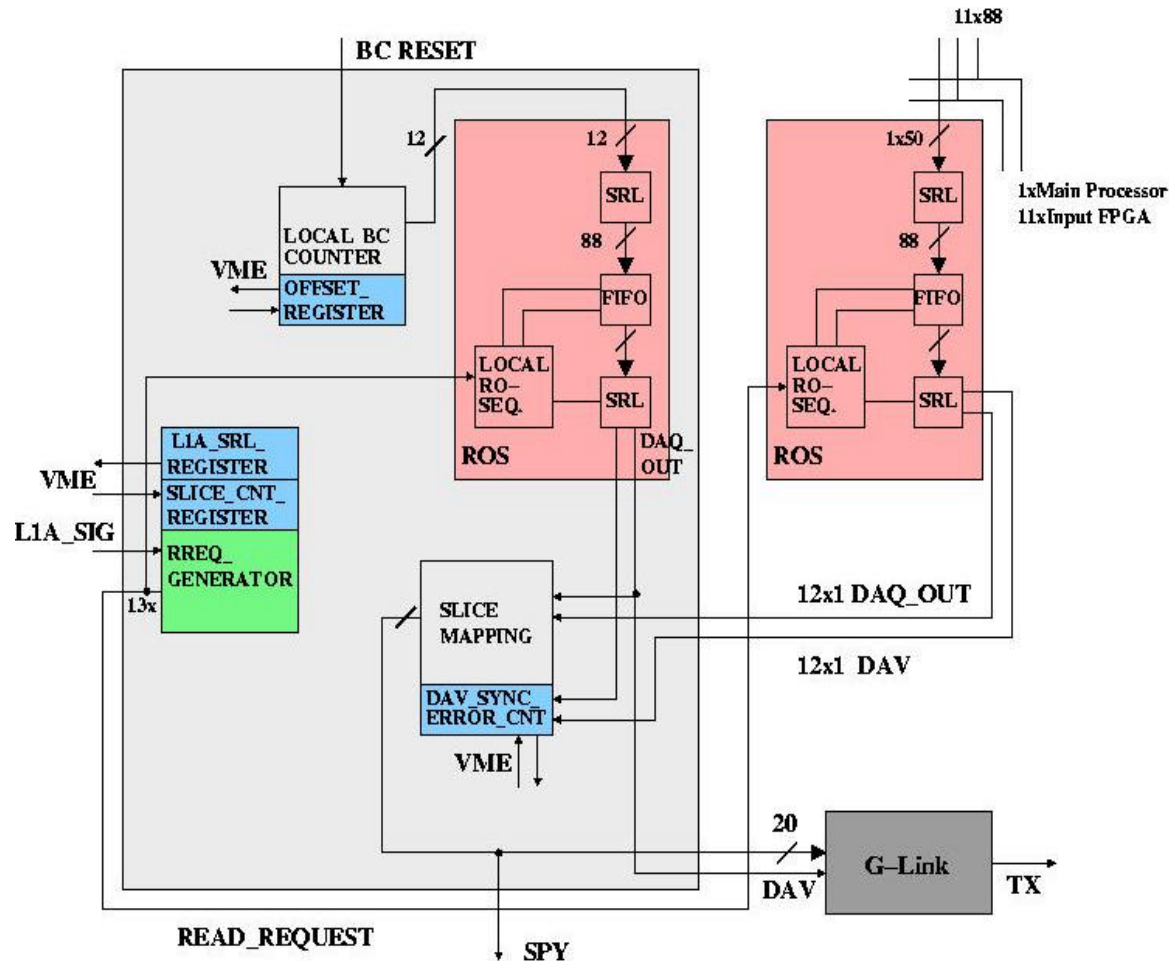 11x88
BC RESET
12
12
1x50
SRL
SRL
1xMain Processor
11xInput FPGA
LOCAL BC
COUNTER
88
88
VME
OFFSET_
REGISTER
FIFO
FIFO
LOCAL
RO-
SEQ.
SRL
LOCAL
RO-
SEQ.
SRL
ROS
DAQ_
OUT
ROS
L1A_SRL_
REGISTER
VME
SLICE_CNT_
REGISTER
L1A_SIG
RREQ_
GENERATOR
13x
SLICE
MAPPING
12x1 DAQ_OUT
12x1 DAV
DAV_SYNC_
ERROR_CNT
VME
20
G-Link
DAV
TX
READ_REQUEST
SPY